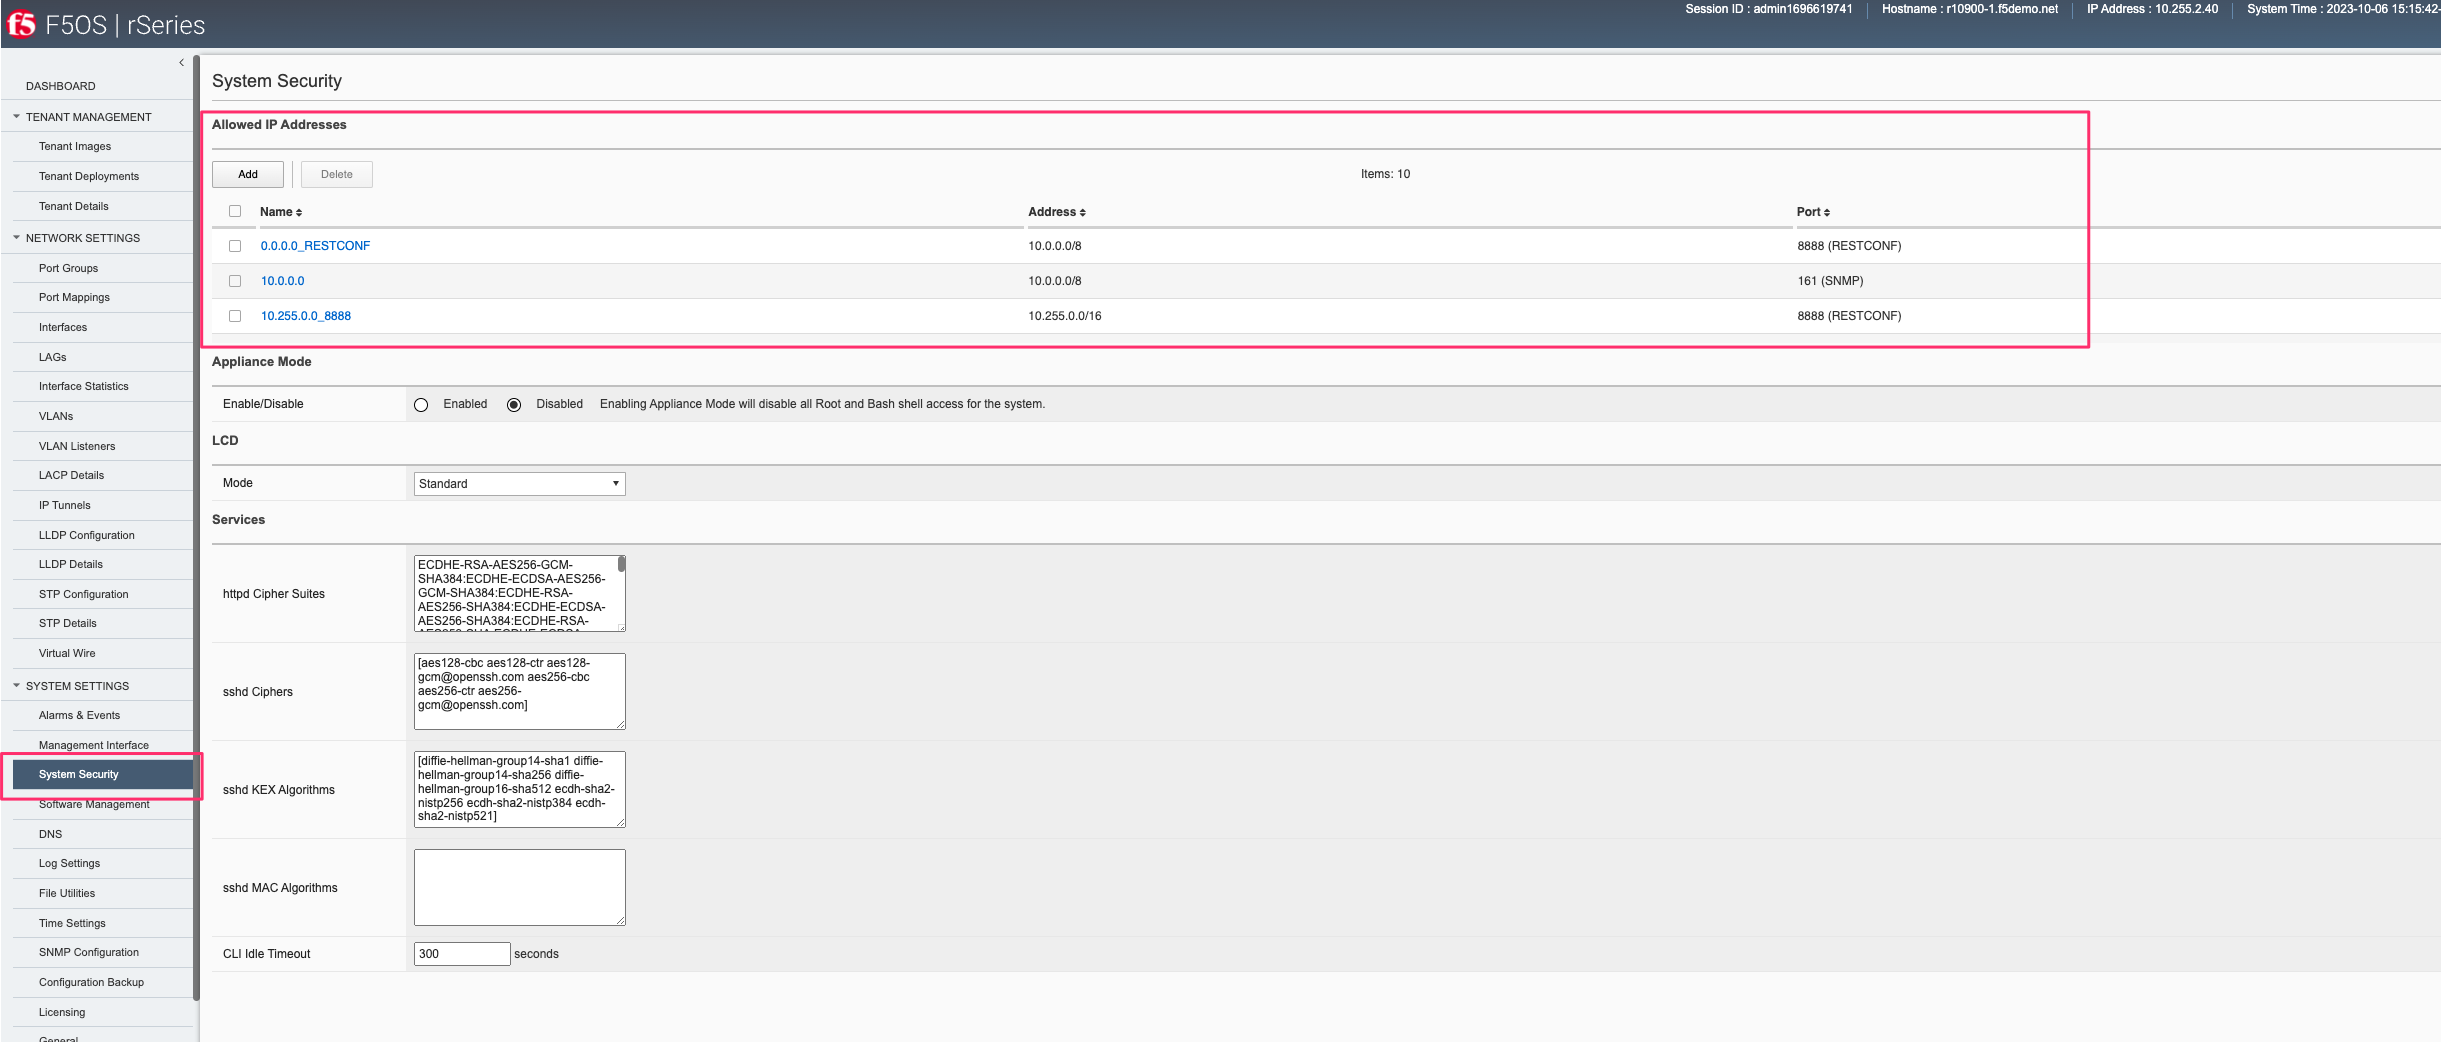 f5 F5OS | rSeries
Session ID : admin1696619741 Hostname : r10900-1.f5demo.net IP Address : 10.255.2.40 System Time : 2023-10-06 15:15:42-
DASHBOARD
TENANT MANAGEMENT
Tenant Images
Tenant Deployments
Tenant Details
NETWORK SETTINGS
Port Groups
Port Mappings
Interfaces
LAGs
Interface Statistics
VLANs
VLAN Listeners
LACP Details
IP Tunnels
LLDP Configuration
LLDP Details
STP Configuration
STP Details
Virtual Wire
SYSTEM SETTINGS
Alarms & Events
Management Interface
System Security
Software Management
DNS
Log Settings
File Utilities
Time Settings
SNMP Configuration
Configuration Backup
Licensing
General
System Security
Allowed IP Addresses
Add Delete Items: 10
Name Address Port
0.0.0.0_RESTCONF 10.0.0.0/8 8888 (RESTCONF)
10.0.0.0 10.0.0.0/8 161 (SNMP)
10.255.0.0_8888 10.255.0.0/16 8888 (RESTCONF)
Appliance Mode
Enable/Disable Enabled Disabled Enabling Appliance Mode will disable all Root and Bash shell access for the system.
LCD
Mode Standard
Services
httpd Cipher Suites
ECDHE-RSA-AES256-GCM-
SHA384:ECDHE-ECDSA-AES256-
GCM-SHA384:ECDHE-RSA-
AES256-SHA384:ECDHE-ECDSA-
AES256-SHA384:ECDHE-RSA-
sshd Ciphers
[aes128-cbc aes128-ctr aes128-
gcm@openssh.com aes256-cbc
aes256-ctr aes256-
gcm@openssh.com]
sshd KEX Algorithms
[diffie-hellman-group14-sha1 diffie-
hellman-group14-sha256 diffie-
hellman-group16-sha512 ecdh-sha2-
nistp256 ecdh-sha2-nistp384 ecdh-
sha2-nistp521]
sshd MAC Algorithms
CLI Idle Timeout 300 seconds